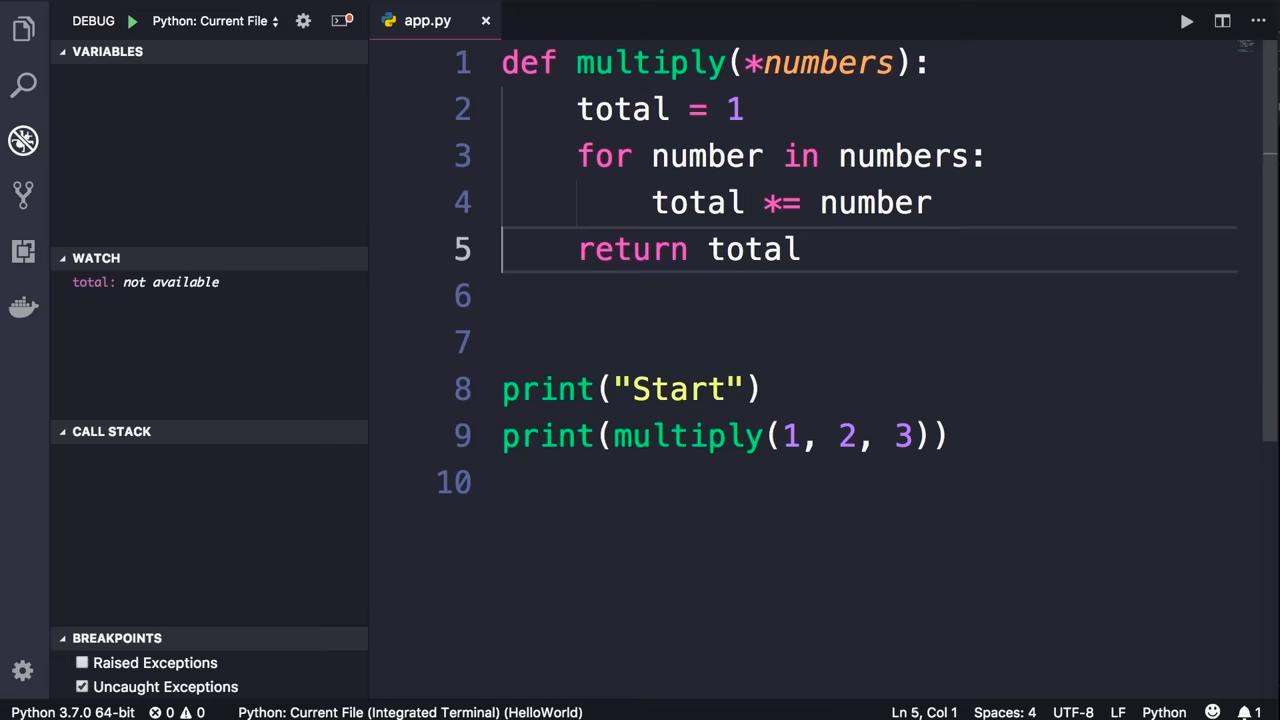 DEBUG Python: Current File
app.py
VARIABLES
WATCH
total: not available
CALL STACK
BREAKPOINTS
Raised Exceptions
Uncaught Exceptions
1 def multiply(*numbers):
2 total = 1
3 for number in numbers:
4 total *= number
5 return total
6
7
8 print("Start")
9 print(multiply(1, 2, 3))
10
Python 3.7.0 64-bit 0 0 Python: Current File (Integrated Terminal) (HelloWorld) Ln 5, Col 1 Spaces: 4 UTF-8 LF Python 1